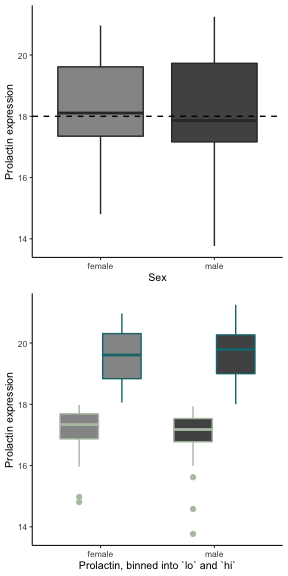 Prolactin expression
20
18
16
14
female
male
Sex
Prolactin expression
20
18
16
14
female
male
Prolactin, binned into `lo` and `hi`